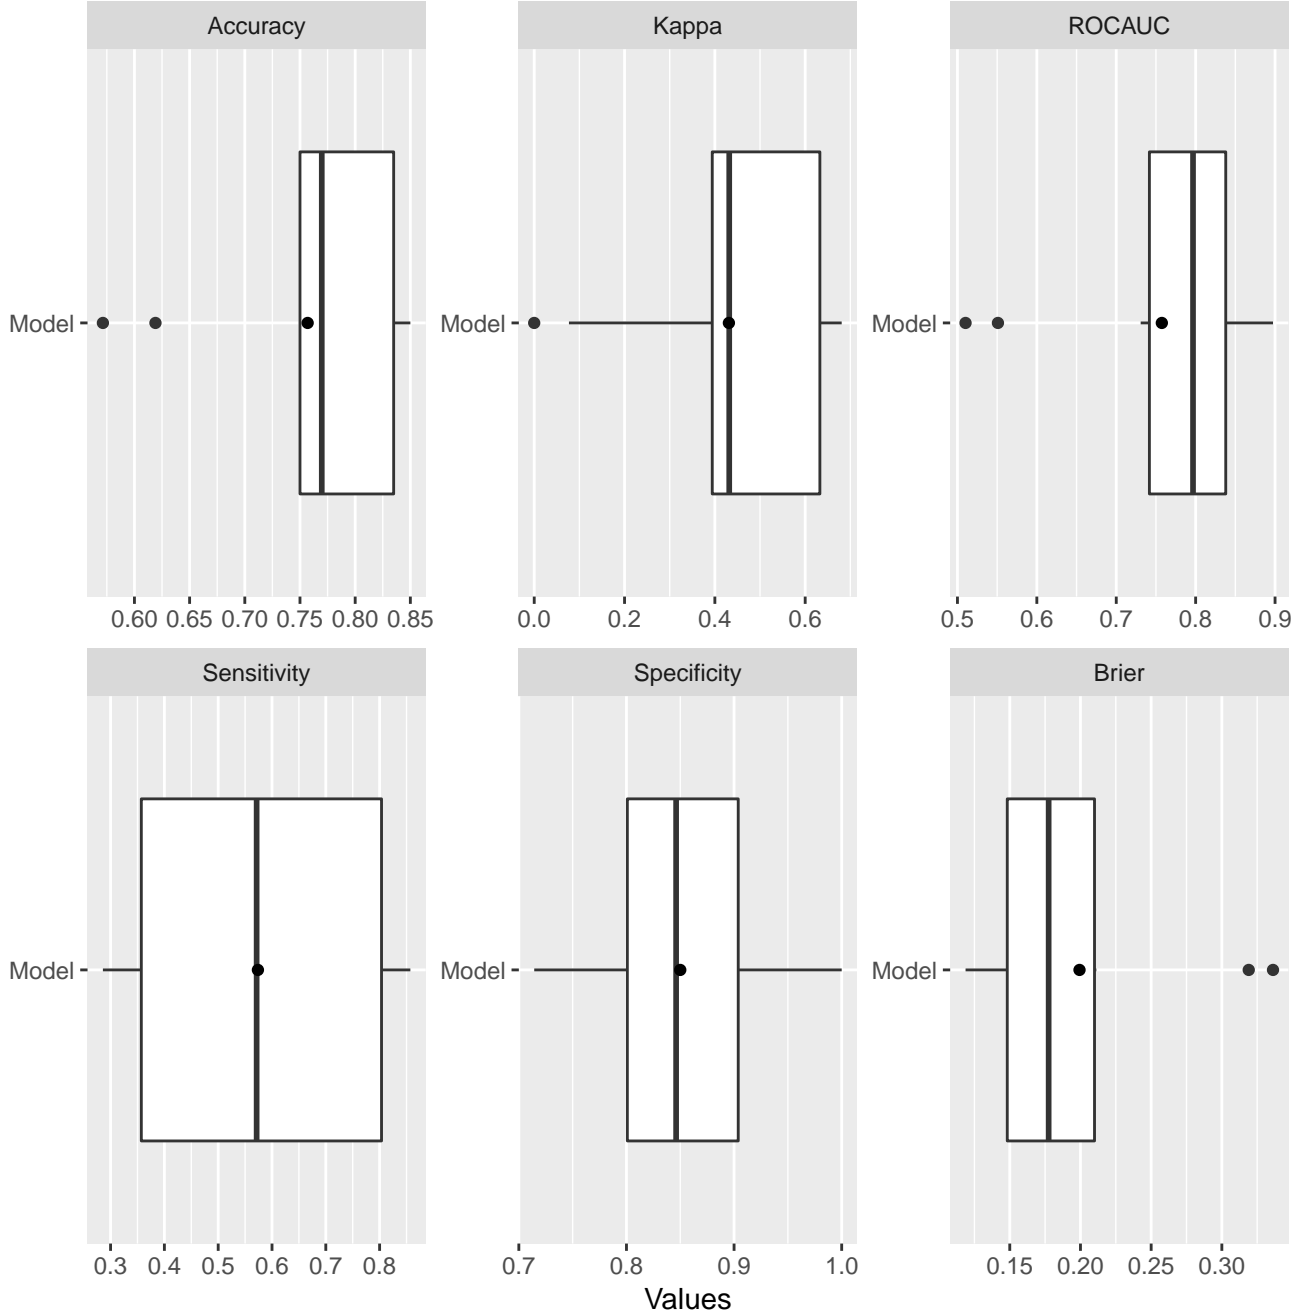 Accuracy Kappa ROCAUC
Model Model Model
0.60 0.65 0.70 0.75 0.80 0.85 0.0 0.2 0.4 0.6 0.5 0.6 0.7 0.8 0.9
Sensitivity Specificity Brier
Model Model Model
0.3 0.4 0.5 0.6 0.7 0.8 0.7 0.8 0.9 1.0 0.15 0.20 0.25 0.30
Values